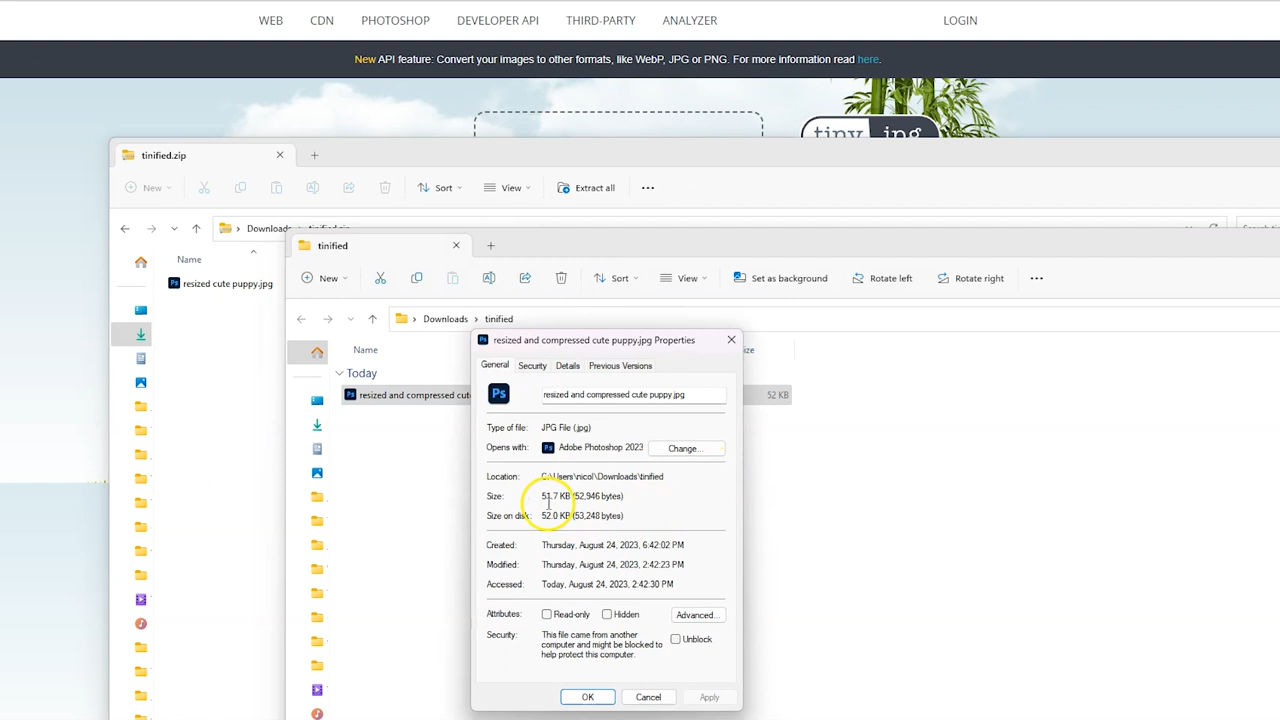 WEB CDN PHOTOSHOP DEVELOPER API THIRD-PARTY ANALYZER LOGIN
New API feature: Convert your images to other formats, like WebP, JPG or PNG. For more information read here.
tiny jpg
tinified.zip
New Sort View Extract all
Downloads tinified.zip
tinified
Name
resized cute puppy.jpg
New Sort View Set as background Rotate left Rotate right
Downloads tinified
Name
Today
resized and compressed cut
52 KB
resized and compressed cute puppy.jpg Properties
General Security Details Previous Versions
Ps resized and compressed cute puppy.jpg
Type of file: JPG File (.jpg)
Opens with: Ps Adobe Photoshop 2023 Change...
Location: C:\Users\nicol\Downloads\tinified
Size: 51.7 KB (52,946 bytes)
Size on disk: 52.0 KB (53,248 bytes)
Created: Thursday, August 24, 2023, 6:42:02 PM
Modified: Thursday, August 24, 2023, 2:42:23 PM
Accessed: Today, August 24, 2023, 2:42:30 PM
Attributes: Read-only Hidden Advanced...
Security: This file came from another
computer and might be blocked to
help protect this computer.
Unblock
OK Cancel Apply